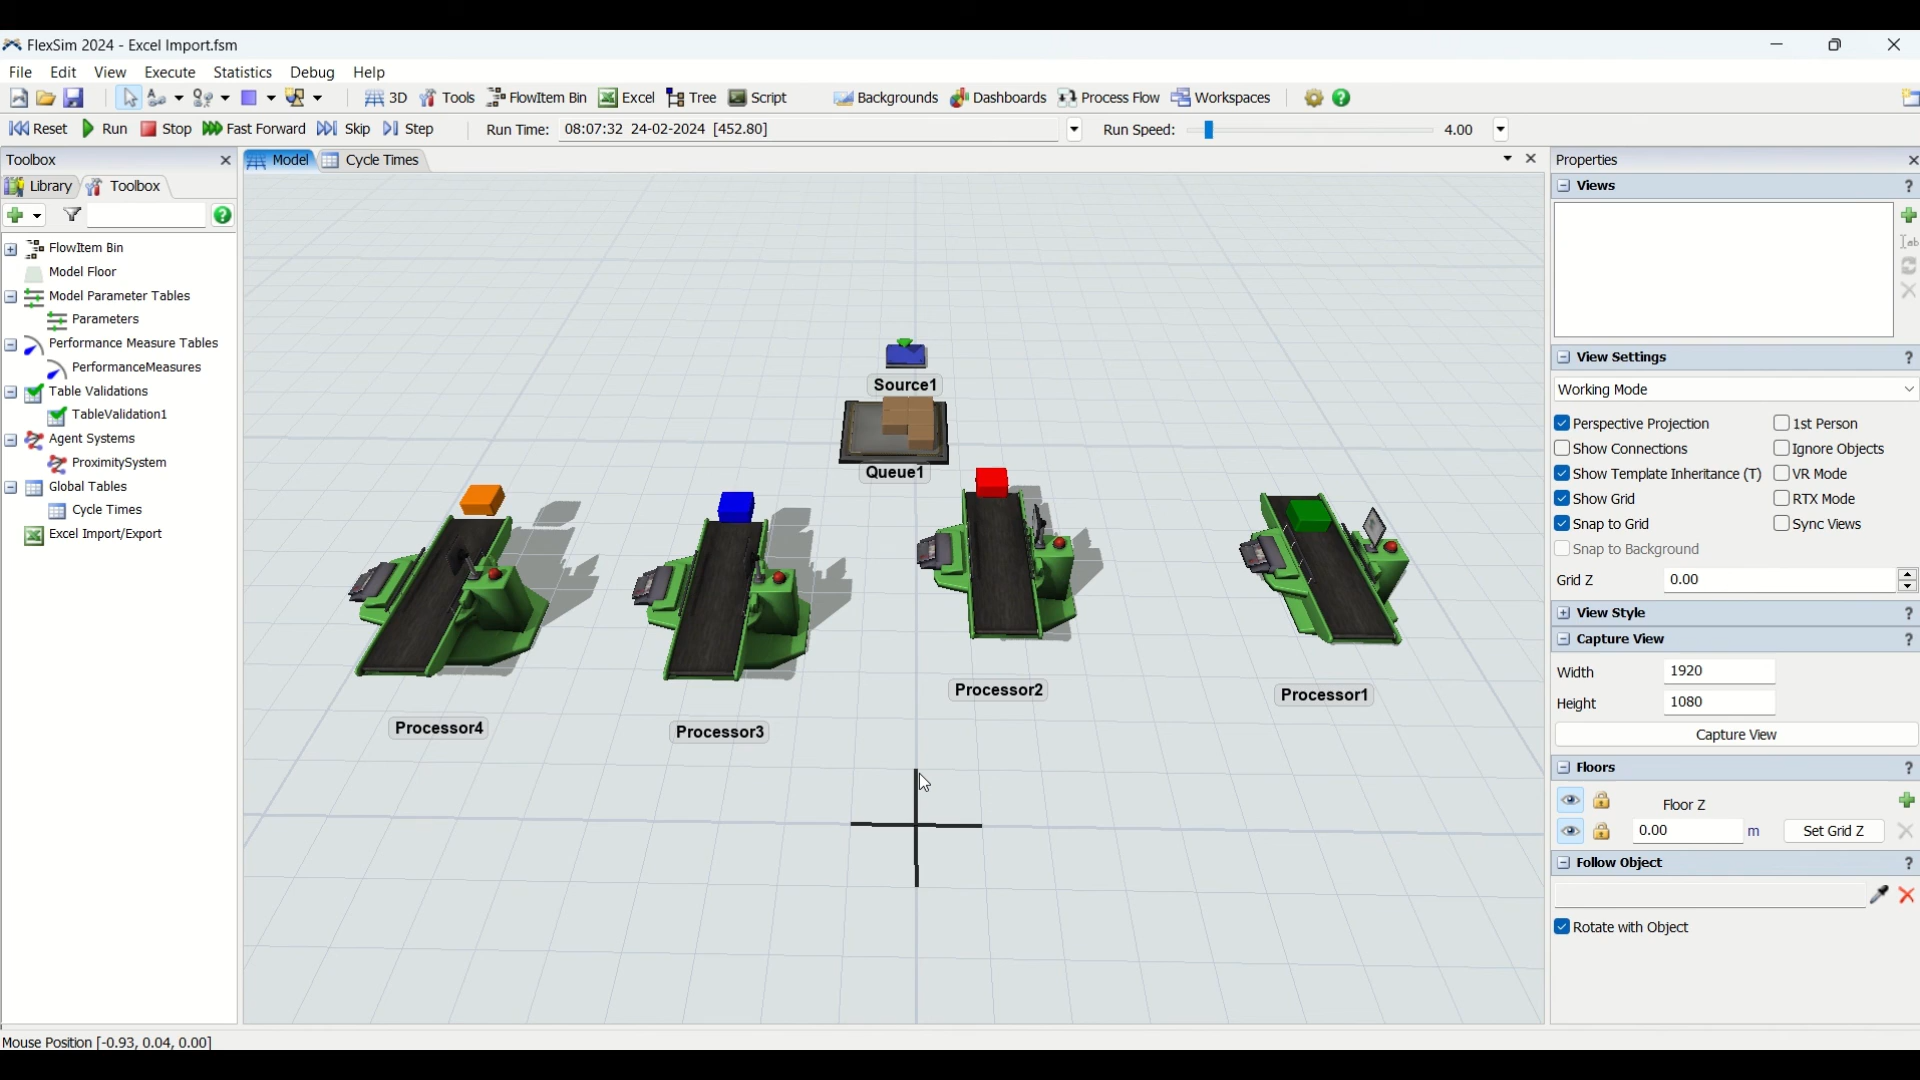 FlexSim 2024 - Excel Import.fsm
File Edit View Execute Statistics Debug Help
3D Tools FlowItem Bin Excel Tree Script Backgrounds Dashboards Process Flow Workspaces
Reset Run Stop Fast Forward Skip Step Run Time: 08:07:32 24-02-2024 [452.80] Run Speed: 4.00
Toolbox
Library Toolbox
FlowItem Bin
Model Floor
Model Parameter Tables
Parameters
Performance Measure Tables
PerformanceMeasures
Table Validations
TableValidation1
Agent Systems
ProximitySystem
Global Tables
Cycle Times
Excel Import/Export
Model Cycle Times
Source1
Queue1
Processor4
Processor3
Processor2
Processor1
Properties
Views
View Settings
Working Mode
Perspective Projection 1st Person
Show Connections Ignore Objects
Show Template Inheritance (T) VR Mode
Show Grid RTX Mode
Snap to Grid Sync Views
Snap to Background
Grid Z 0.00
View Style
Capture View
Width 1920
Height 1080
Capture View
Floors
Floor Z
0.00 m Set Grid Z
Follow Object
Rotate with Object
Mouse Position [-0.93, 0.04, 0.00]